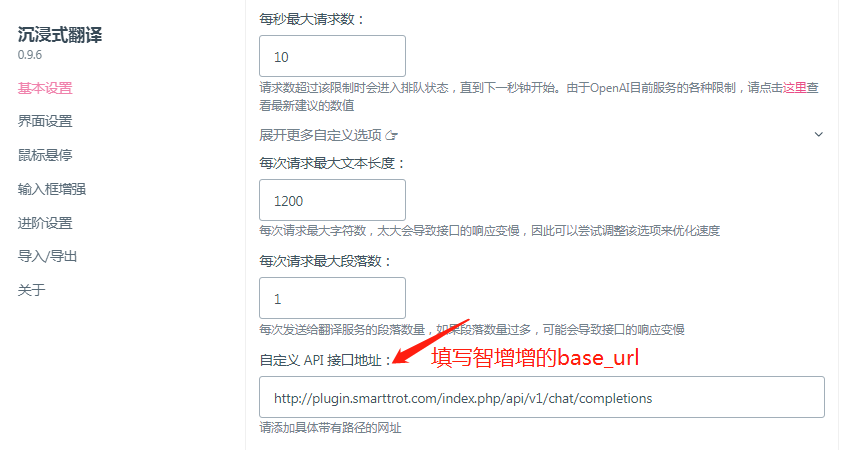 沉浸式翻译
0.9.6
基本设置
界面设置
鼠标悬停
输入框增强
进阶设置
导入/导出
关于
每秒最大请求数：
10
请求数超过该限制时会进入排队状态，直到下一秒钟开始。由于OpenAI目前服务的各种限制，请点击这里查
看最新建议的数值
展开更多自定义选项 👉
每次请求最大文本长度：
1200
每次请求最大字符数，太大会导致接口的响应变慢，因此可以尝试调整该选项来优化速度
每次请求最大段落数：
1
每次发送给翻译服务的段落数量，如果段落数量过多，可能会导致接口的响应变慢
自定义 API 接口地址：
填写智增增的base_url
http://plugin.smarttrot.com/index.php/api/v1/chat/completions
请添加具体带有路径的网址